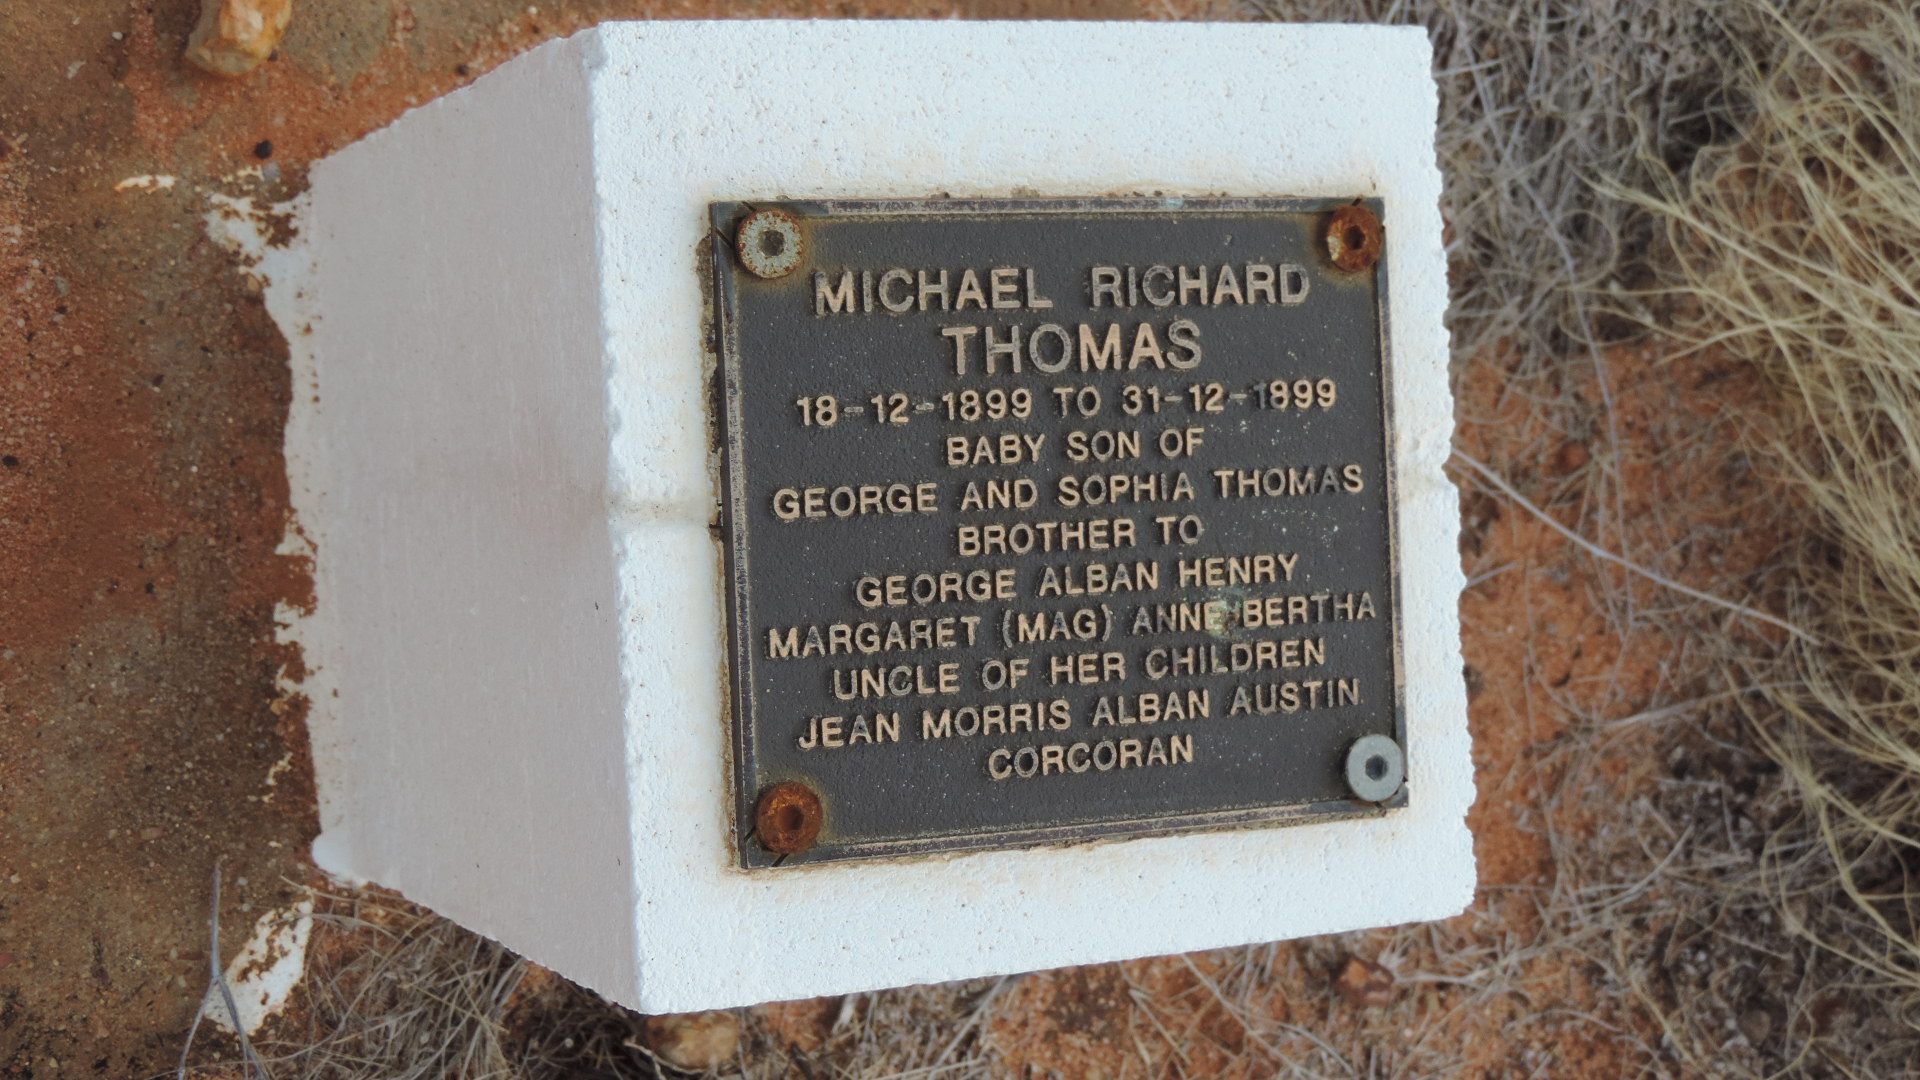 MICHAEL RICHARD
THOMAS
18-12-1899 TO 31-12-1899
BABY SON OF
GEORGE AND SOPHIA THOMAS
BROTHER TO
GEORGE ALBAN HENRY
MARGARET (MAG) ANNE BERTHA
UNCLE OF HER CHILDREN
JEAN MORRIS ALBAN AUSTIN
CORCORAN